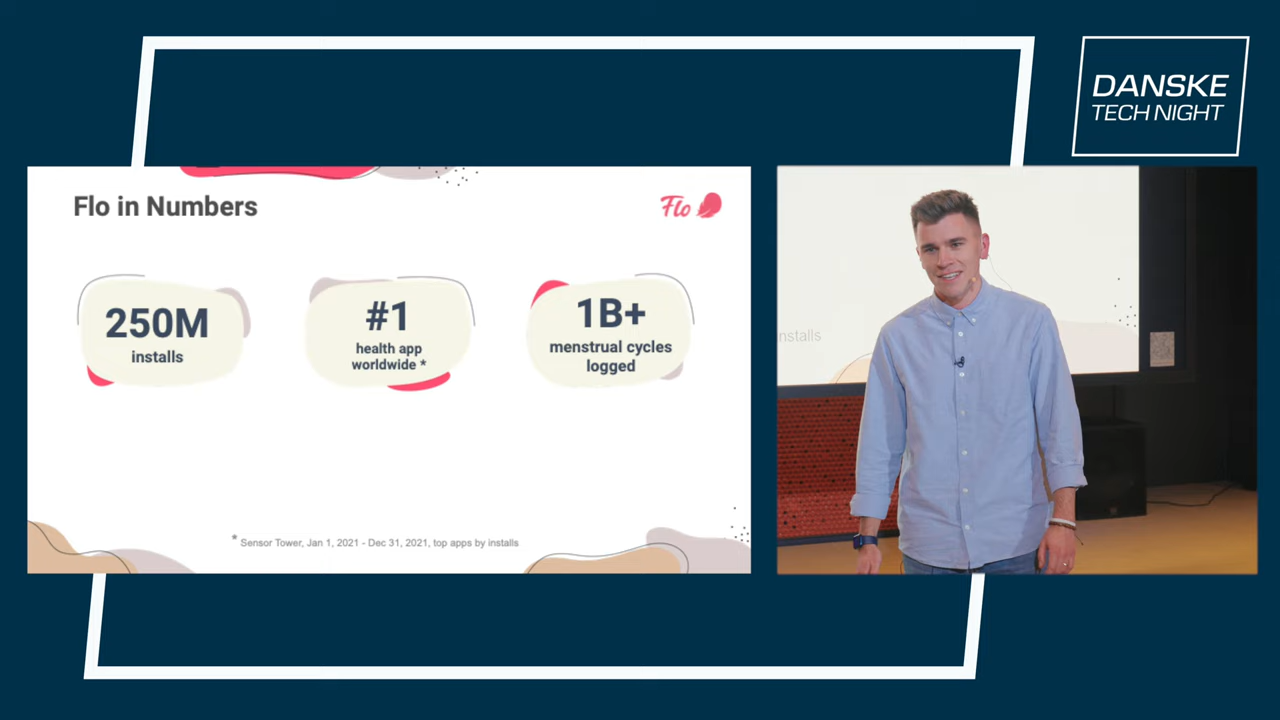 DANSKE
TECH NIGHT
Flo in Numbers
Flo
250M
installs
#1
health app
worldwide *
1B+
menstrual cycles
logged
* Sensor Tower, Jan 1, 2021 - Dec 31, 2021, top apps by installs
nstalls